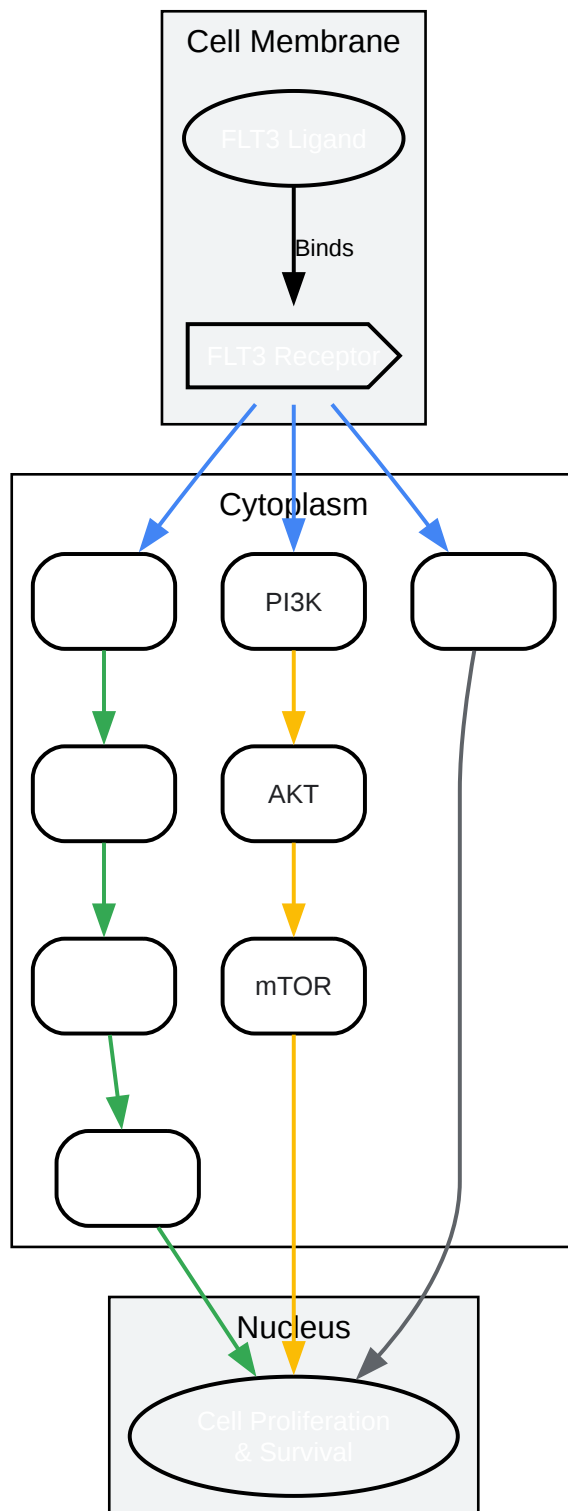 Cell Membrane
FLT3 Ligand
Binds
FLT3 Receptor
Cytoplasm
PI3K
AKT
mTOR
Nucleus
Cell Proliferation
& Survival